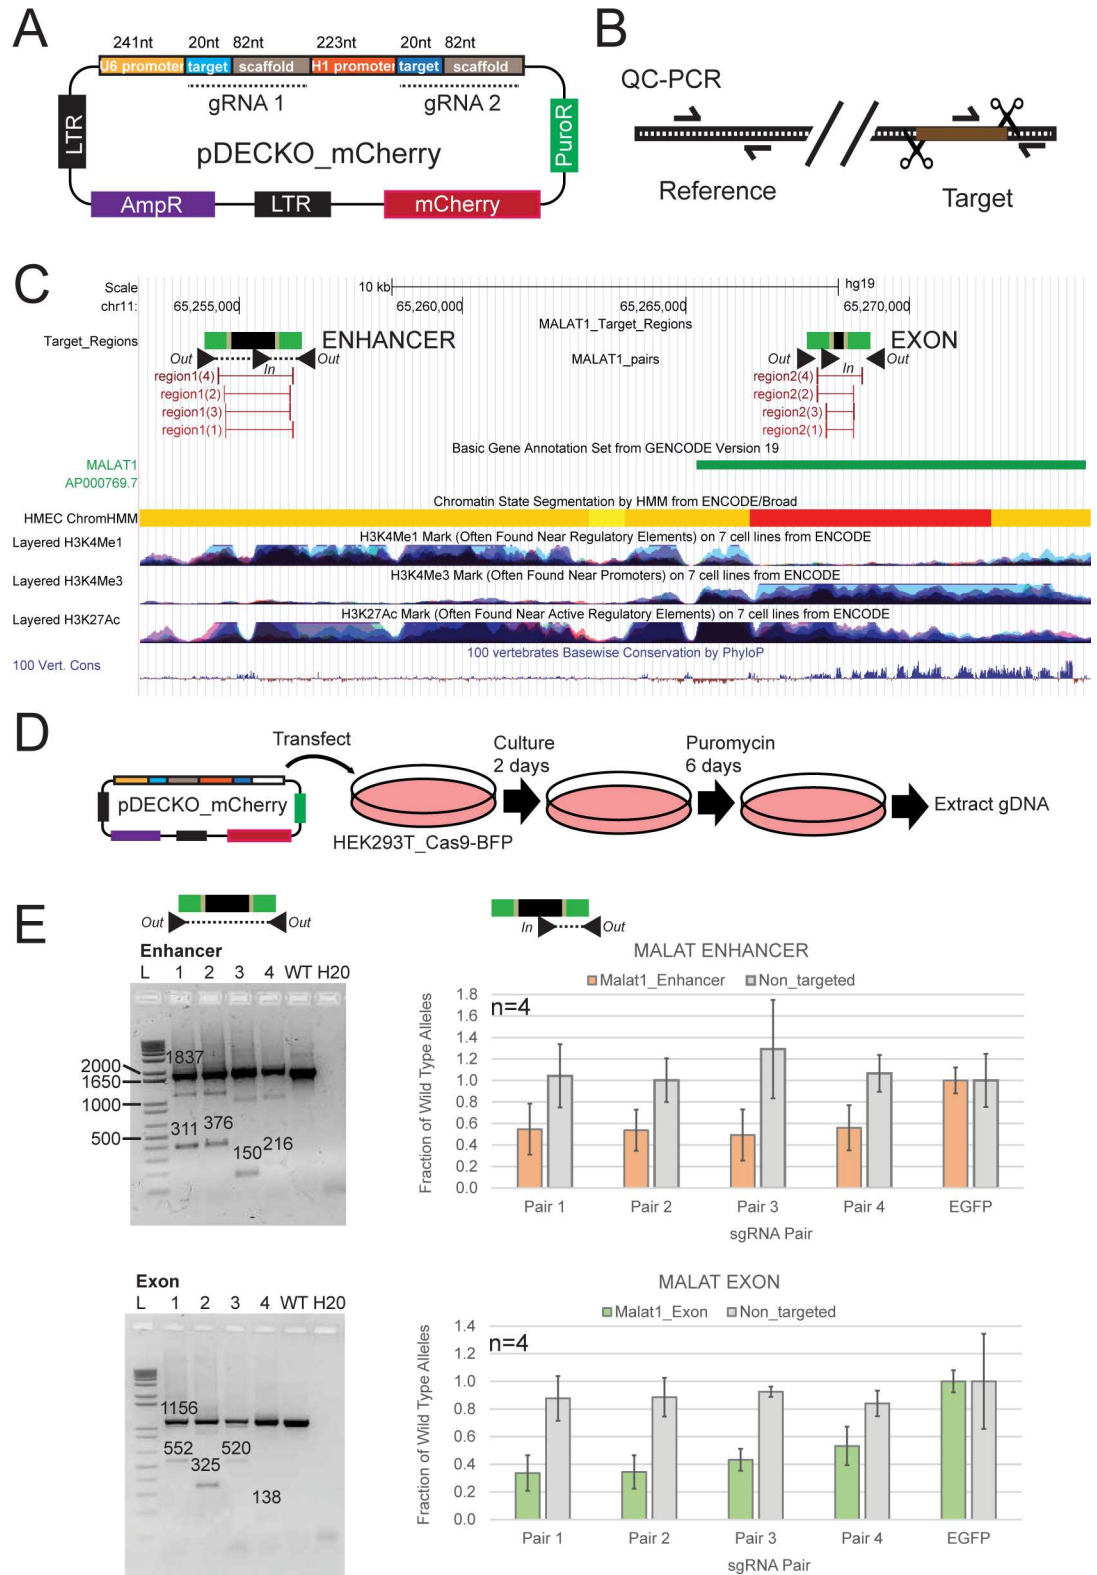 A
241nt 20nt 82nt 223nt 20nt 82nt
U6 promoter target scaffold H1 promoter target scaffold
gRNA 1 gRNA 2
LTR
pDECKO_mCherry
PuroR
AmpR LTR mCherry
B
QC-PCR
Reference Target
C
Scale 10 kb hg19
chr11: 65,255,000 65,260,000 65,265,000 65,270,000
MALAT1_Target_Regions
Target_Regions ENHANCER EXON
Out In Out MALAT1_pairs Out In Out
region1(4) region2(4)
region1(2) region2(2)
region1(3) region2(3)
region1(1) region2(1)
Basic Gene Annotation Set from GENCODE Version 19
MALAT1
AP000769.7
Chromatin State Segmentation by HMM from ENCODE/Broad
HMEC ChromHMM
H3K4Me1 Mark (Often Found Near Regulatory Elements) on 7 cell lines from ENCODE
Layered H3K4Me1
H3K4Me3 Mark (Often Found Near Promoters) on 7 cell lines from ENCODE
Layered H3K4Me3
H3K27Ac Mark (Often Found Near Active Regulatory Elements) on 7 cell lines from ENCODE
Layered H3K27Ac
100 vertebrates Basewise Conservation by PhyloP
100 Vert. Cons
D
Transfect
Culture
2 days
Puromycin
6 days
pDECKO_mCherry
HEK293T_Cas9-BFP
Extract gDNA
E
Out Out
Enhancer
L 1 2 3 4 WT H20
1837
2000
1650
1000
500
311 376 150 216
In Out
MALAT ENHANCER
Malat1_Enhancer Non_targeted
n=4
Fraction of Wild Type Alleles
1.8
1.6
1.4
1.2
1.0
0.8
0.6
0.4
0.2
0.0
Pair 1 Pair 2 Pair 3 Pair 4 EGFP
sgRNA Pair
Exon
L 1 2 3 4 WT H20
1156
552 325 520 138
MALAT EXON
Malat1_Exon Non_targeted
n=4
Fraction of Wild Type Alleles
1.4
1.2
1.0
0.8
0.6
0.4
0.2
0.0
Pair 1 Pair 2 Pair 3 Pair 4 EGFP
sgRNA Pair